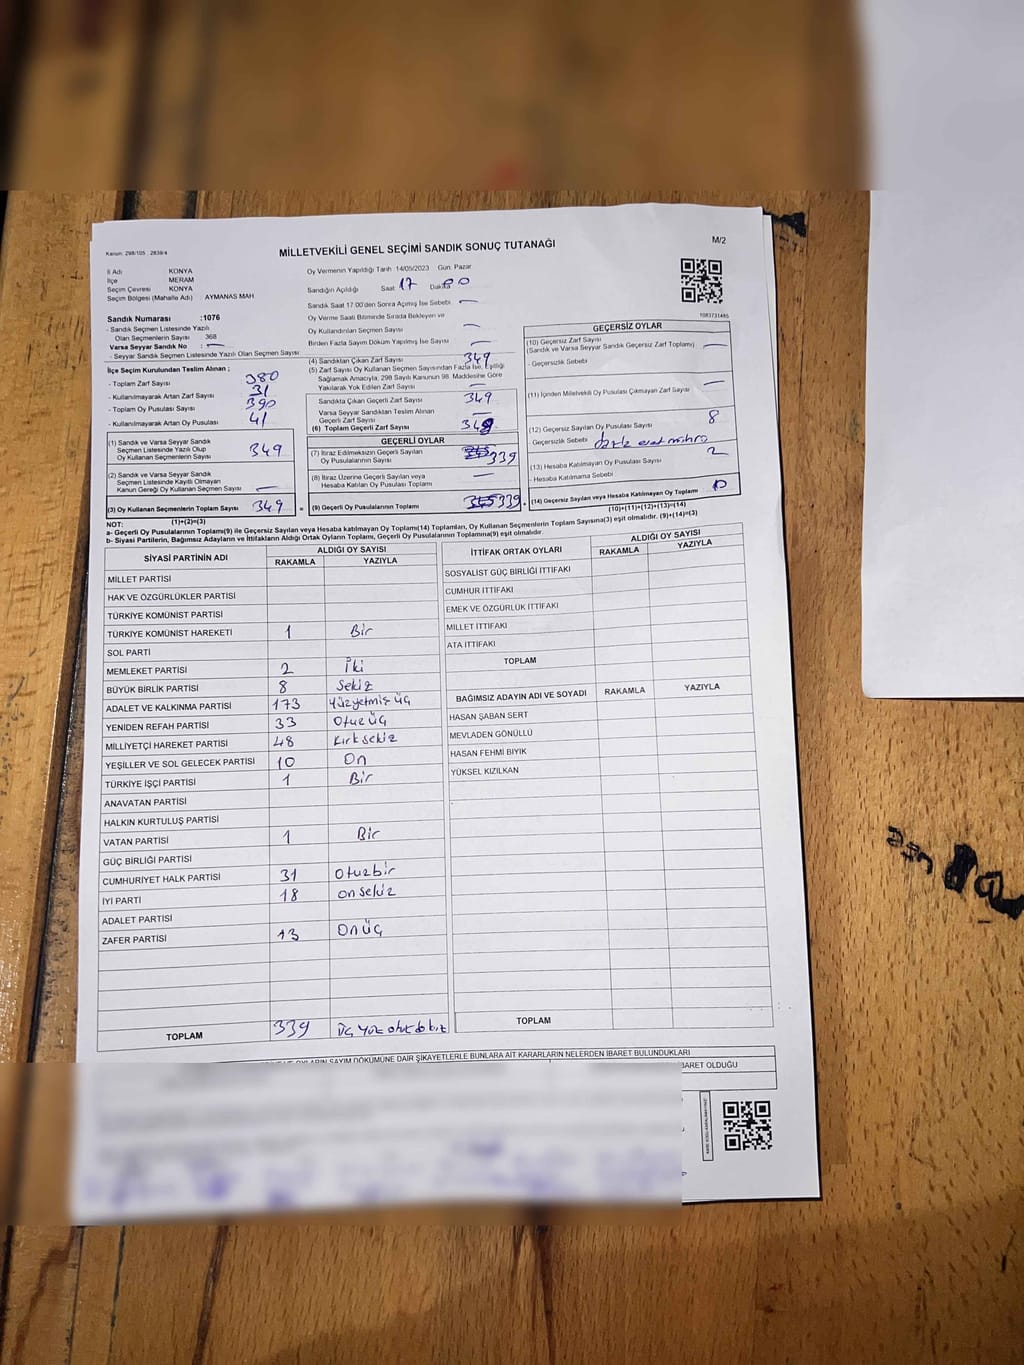 Kanun: 298/105 2839/4
MİLLETVEKİLİ GENEL SEÇİMİ SANDIK SONUÇ TUTANAĞI
M/2
İl Adı KONYA
İlçe MERAM
Seçim Çevresi KONYA
Seçim Bölgesi (Mahalle Adı) : AYMANAS MAH
Sandık Numarası :1076
- Sandık Seçmen Listesinde Yazılı
Olan Seçmenlerin Sayısı 368
Varsa Seyyar Sandık No : —
- Seyyar Sandık Seçmen Listesinde Yazılı Olan Seçmen Sayısı
İlçe Seçim Kurulundan Teslim Alınan ;
- Toplam Zarf Sayısı 380
- Kullanılmayarak Artan Zarf Sayısı 31
- Toplam Oy Pusulası Sayısı 390
- Kullanılmayarak Artan Oy Pusulası 41
(1) Sandık ve Varsa Seyyar Sandık
Seçmen Listesinde Yazılı Olup
Oy Kullanan Seçmenlerin Sayısı 349
(2) Sandık ve Varsa Seyyar Sandık
Seçmen Listesinde Kayıtlı Olmayan
Kanun Gereği Oy Kullanan Seçmenlerin Sayısı —
(3) Oy Kullanan Seçmenlerin Toplam Sayısı 349
(1)+(2)=(3)
Oy Vermenin Yapıldığı Tarih 14/05/2023 Gün: Pazar
Sandığın Açıldığı Saat 17 Dakika 00
Sandık Saat 17.00'den Sonra Açılmış İse Sebebi —
Oy Verme Saati Bitiminde Sırada Bekleyen ve
Oy Kullandırılan Seçmen Sayısı —
Birden Fazla Sayım Döküm Yapılmış İse Sayısı —
(4) Sandıktan Çıkan Zarf Sayısı 349
(5) Zarf Sayısı Oy Kullanan Seçmen Sayısından Fazla İse, Eşitliği
Sağlamak Amacıyla, 298 Sayılı Kanunun 98. Maddesine Göre
Yakılarak Yok Edilen Zarf Sayısı —
Sandıkta Çıkan Geçerli Zarf Sayısı 349
Varsa Seyyar Sandıktan Teslim Alınan
Geçerli Zarf Sayısı —
(6) Toplam Geçerli Zarf Sayısı 349
GEÇERLİ OYLAR
(7) İtiraz Edilmeksizin Geçerli Sayılan
Oy Pusulalarının Sayısı 339
(8) İtiraz Üzerine Geçerli Sayılan veya
Hesaba Katılan Oy Pusulası Toplamı —
(9) Geçerli Oy Pusulalarının Toplamı 345 339
1083731485
GEÇERSİZ OYLAR
(10) Geçersiz Zarf Sayısı
(Sandık ve Varsa Seyyar Sandık Geçersiz Zarf Toplamı) —
- Geçersizlik Sebebi
(11) İçinden Milletvekili Oy Pusulası Çıkmayan Zarf Sayısı —
(12) Geçersiz Sayılan Oy Pusulası Sayısı 8
- Geçersizlik Sebebi
(13) Hesaba Katılmayan Oy Pusulası Sayısı 2
- Hesaba Katılmama Sebebi
(14) Geçersiz Sayılan veya Hesaba Katılmayan Oy Toplamı
(10)+(11)+(12)+(13)=(14)
NOT:
a- Geçerli Oy Pusulalarının Toplamı(9) ile Geçersiz Sayılan veya Hesaba katılmayan Oy Toplamı(14) Toplamları, Oy Kullanan Seçmenlerin Toplam Sayısına(3) eşit olmalıdır. (9)+(14)=(3)
b- Siyasi Partilerin, Bağımsız Adayların ve İttifakların Aldığı Ortak Oyların Toplamı, Geçerli Oy Pusulalarının Toplamına(9) eşit olmalıdır.
SİYASİ PARTİNİN ADI ALDIĞI OY SAYISI
RAKAMLA YAZIYLA
MİLLET PARTİSİ
HAK VE ÖZGÜRLÜKLER PARTİSİ
TÜRKİYE KOMÜNİST PARTİSİ
TÜRKİYE KOMÜNİST HAREKETİ 1 Bir
SOL PARTİ
MEMLEKET PARTİSİ 2 İki
BÜYÜK BİRLİK PARTİSİ 8 Sekiz
ADALET VE KALKINMA PARTİSİ 173 Yüzyetmiş üç
YENİDEN REFAH PARTİSİ 33 Otuzüç
MİLLİYETÇİ HAREKET PARTİSİ 48 Kırksekiz
YEŞİLLER VE SOL GELECEK PARTİSİ 10 On
TÜRKİYE İŞÇİ PARTİSİ 1 Bir
ANAVATAN PARTİSİ
HALKIN KURTULUŞ PARTİSİ
VATAN PARTİSİ 1 Bir
GÜÇ BİRLİĞİ PARTİSİ
CUMHURİYET HALK PARTİSİ 31 Otuzbir
İYİ PARTİ 18 onsekiz
ADALET PARTİSİ
ZAFER PARTİSİ 13 Onüç
TOPLAM 339 üç yüz otuz dokuz
İTTİFAK ORTAK OYLARI ALDIĞI OY SAYISI
RAKAMLA YAZIYLA
SOSYALİST GÜÇ BİRLİĞİ İTTİFAKI
CUMHUR İTTİFAKI
EMEK VE ÖZGÜRLÜK İTTİFAKI
MİLLET İTTİFAKI
ATA İTTİFAKI
TOPLAM
BAĞIMSIZ ADAYIN ADI VE SOYADI RAKAMLA YAZIYLA
HASAN ŞABAN SERT
MEVLADEN GÖNÜLLÜ
HASAN FEHMİ BIYIK
YÜKSEL KIZILKAN
TOPLAM
OYLARIN SAYIM DÖKÜMÜNE DAİR ŞİKAYETLERLE BUNLARA AİT KARARLARIN NELERDEN İBARET BULUNDUKLARI
BARET OLDUĞU